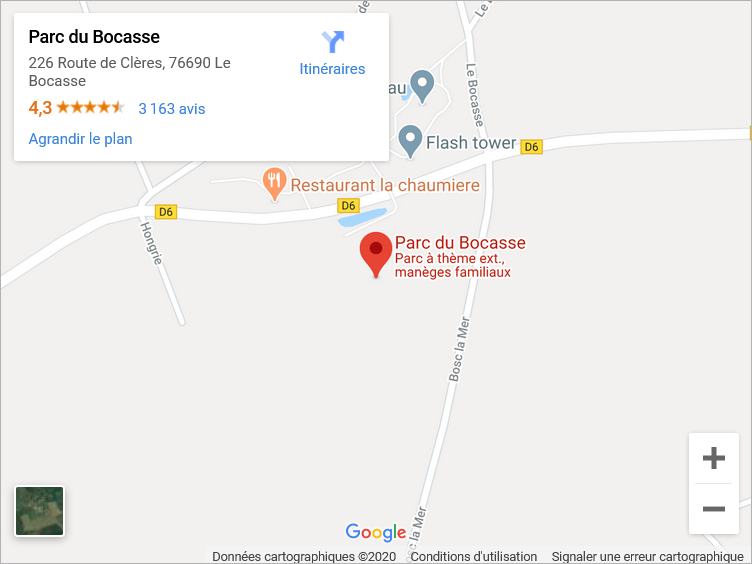 Parc du Bocasse
226 Route de Clères, 76690 Le
Bocasse
4,3
3 163 avis
Agrandir le plan
Itinéraires
de
Le B
au
Le Bocasse
Flash tower
D6
Restaurant la chaumiere
D6
D6
Hongrie
Parc du Bocasse
Parc à thème ext.,
manèges familiaux
Bosc la Mer
osc la Mer
Google
Données cartographiques ©2020 Conditions d'utilisation Signaler une erreur cartographique